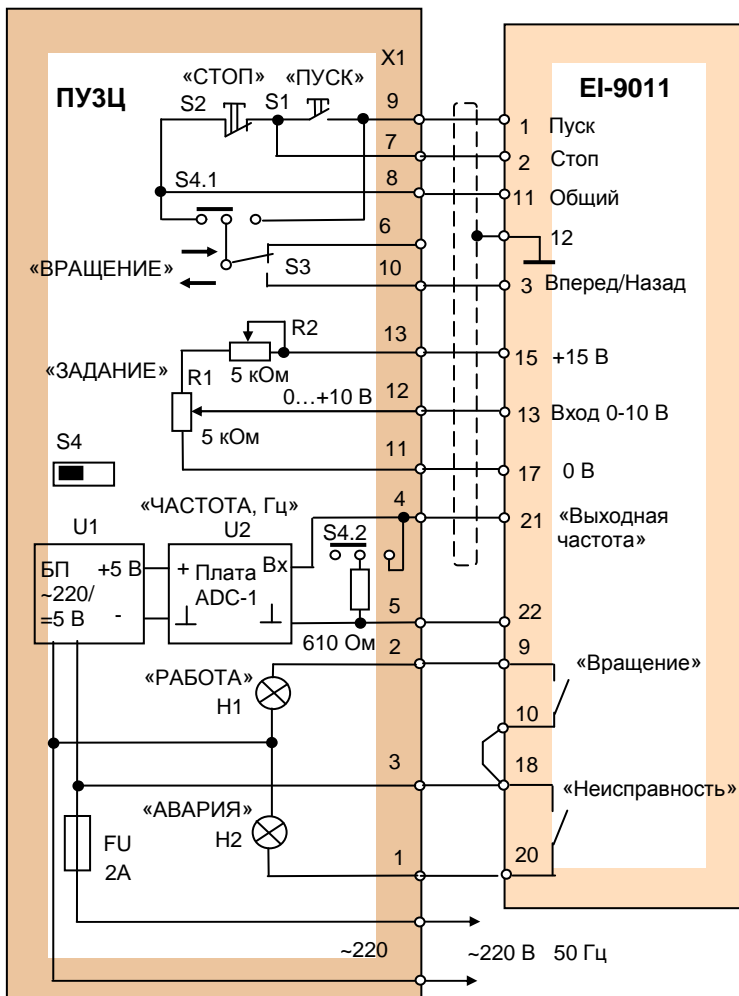 ПУЗЦ
X1
EI-9011
«СТОП» «ПУСК»
S2 S1
9
1 Пуск
7
2 Стоп
8
11 Общий
S4.1
6
12
«ВРАЩЕНИЕ»
S3
10
3 Вперед/Назад
R2
13
15 +15 В
5 кОм
«ЗАДАНИЕ»
R1
0...+10 В
12
13 Вход 0-10 В
5 кОм
11
17 0 В
S4
«ЧАСТОТА, Гц»
4
21 «Выходная
частота»
U1 U2
S4.2
БП +5 В
~220/
=5 В -
+ Плата Вх
ADC-1
610 Ом
5
22
2
9
«Вращение»
«РАБОТА»
H1
10
3
18
«Неисправность»
«АВАРИЯ»
H2
FU
2А
1
20
~220
~220 В 50 Гц